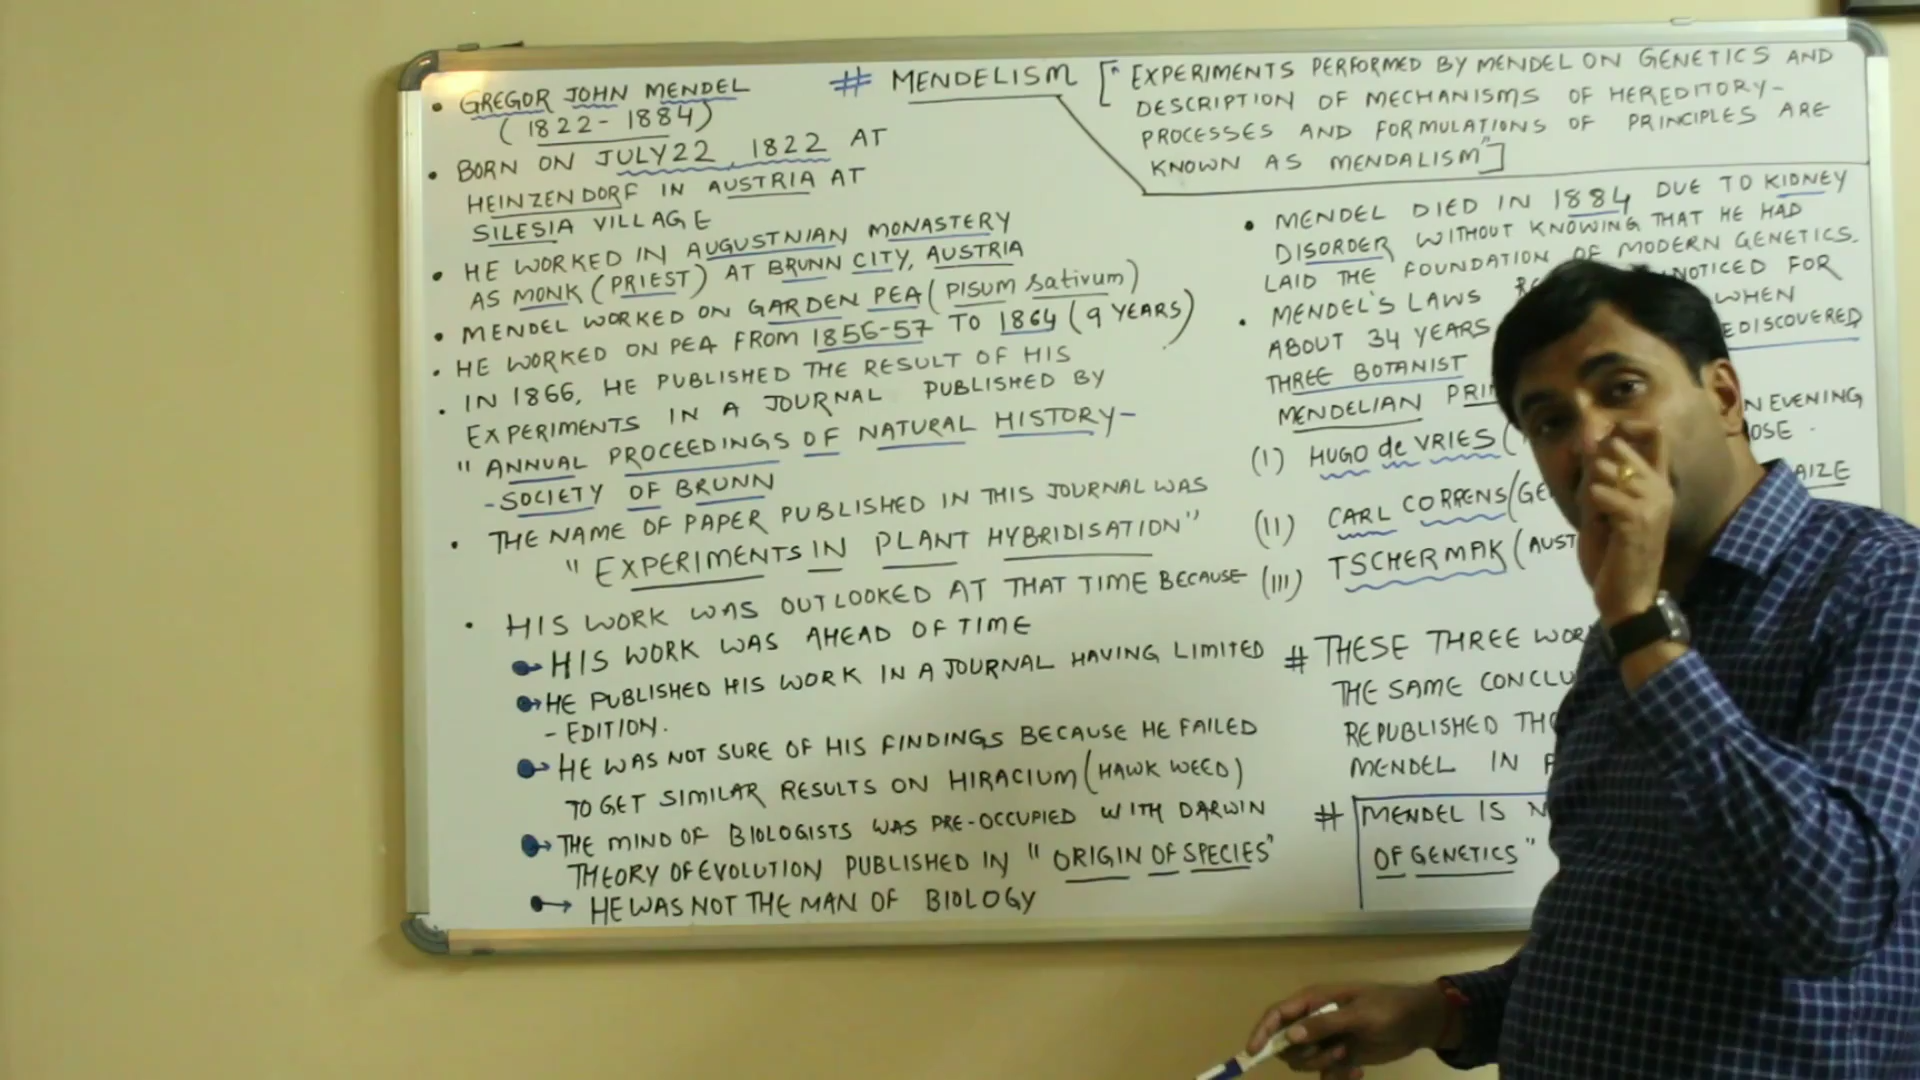 • GREGOR JOHN MENDEL
(1822-1884)
• BORN ON JULY 22, 1822 AT
HEINZENDORF IN AUSTRIA AT
SILESIA VILLAGE
• HE WORKED IN AUGUSTNIAN MONASTERY
AS MONK (PRIEST) AT BRUNN CITY, AUSTRIA
• MENDEL WORKED ON GARDEN PEA (PISUM sativum)
• HE WORKED ON PEA FROM 1856-57 TO 1864 (9 YEARS)
• IN 1866, HE PUBLISHED THE RESULT OF HIS
EXPERIMENTS IN A JOURNAL PUBLISHED BY
"ANNUAL PROCEEDINGS OF NATURAL HISTORY-
-SOCIETY OF BRUNN
• THE NAME OF PAPER PUBLISHED IN THIS JOURNAL WAS
"EXPERIMENTS IN PLANT HYBRIDISATION"
• HIS WORK WAS OUTLOOKED AT THAT TIME BECAUSE
HIS WORK WAS AHEAD OF TIME
HE PUBLISHED HIS WORK IN A JOURNAL HAVING LIMITED
- EDITION.
HE WAS NOT SURE OF HIS FINDINGS BECAUSE HE FAILED
TO GET SIMILAR RESULTS ON HIRACIUM (HAWK WEED)
THE MIND OF BIOLOGISTS WAS PRE-OCCUPIED WITH DARWIN
THEORY OF EVOLUTION PUBLISHED IN "ORIGIN OF SPECIES"
HE WAS NOT THE MAN OF BIOLOGY
# MENDELISM ["EXPERIMENTS PERFORMED BY MENDEL ON GENETICS AND
DESCRIPTION OF MECHANISMS OF HEREDITORY-
PROCESSES AND FORMULATIONS OF PRINCIPLES ARE
KNOWN AS MENDALISM"]
• MENDEL DIED IN 1884 DUE TO KIDNEY
DISORDER WITHOUT KNOWING THAT HE HAD
LAID THE FOUNDATION OF MODERN GENETICS.
• MENDEL'S LAWS NOTICED FOR
ABOUT 34 YEARS WHEN
THREE BOTANIST
MENDELIAN
(I) HUGO de VRIES ( EVENING
(II) CARL CORRENS
(III) TSCHERMAK
# THESE THREE
THE SAME
REPUBLISHED
MENDEL IN
# MENDEL IS
OF GENETICS"